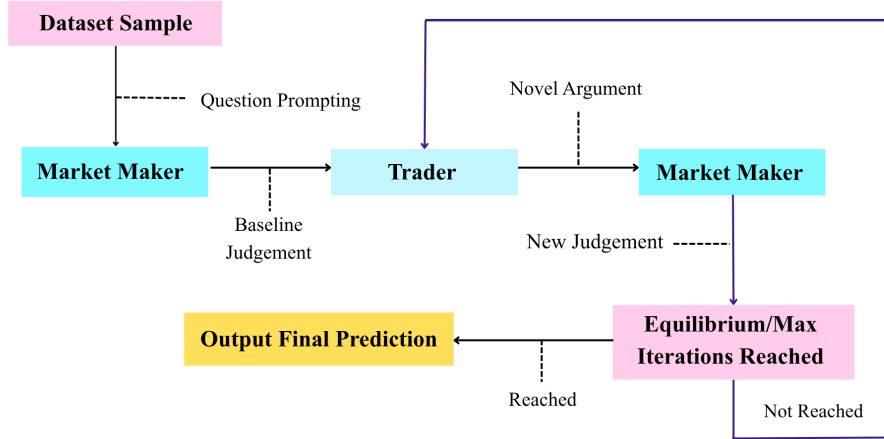 Dataset Sample
Question Prompting
Novel Argument
Market Maker
Trader
Market Maker
Baseline
Judgement
New Judgement
Equilibrium/Max
Iterations Reached
Output Final Prediction
Reached
Not Reached